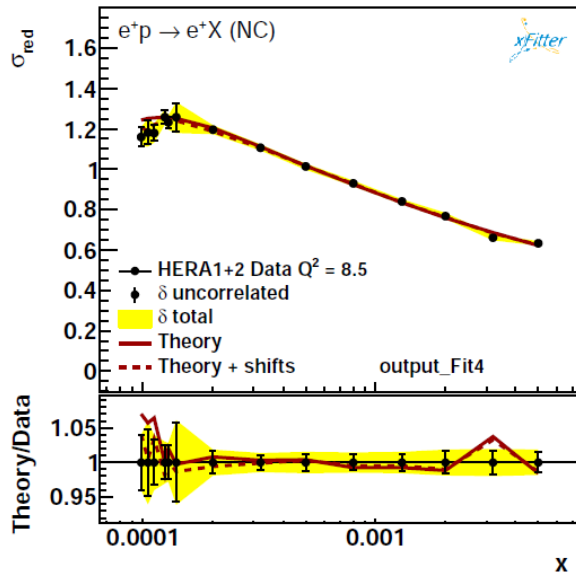 e⁺p → e⁺X (NC)
xFitter
σred
1.6
1.4
1.2
1
0.8
0.6
0.4
0.2
0
HERA1+2 Data Q² = 8.5
δ uncorrelated
δ total
Theory
Theory + shifts
output_Fit4
Theory/Data
1.05
1
0.95
0.0001
0.001
x